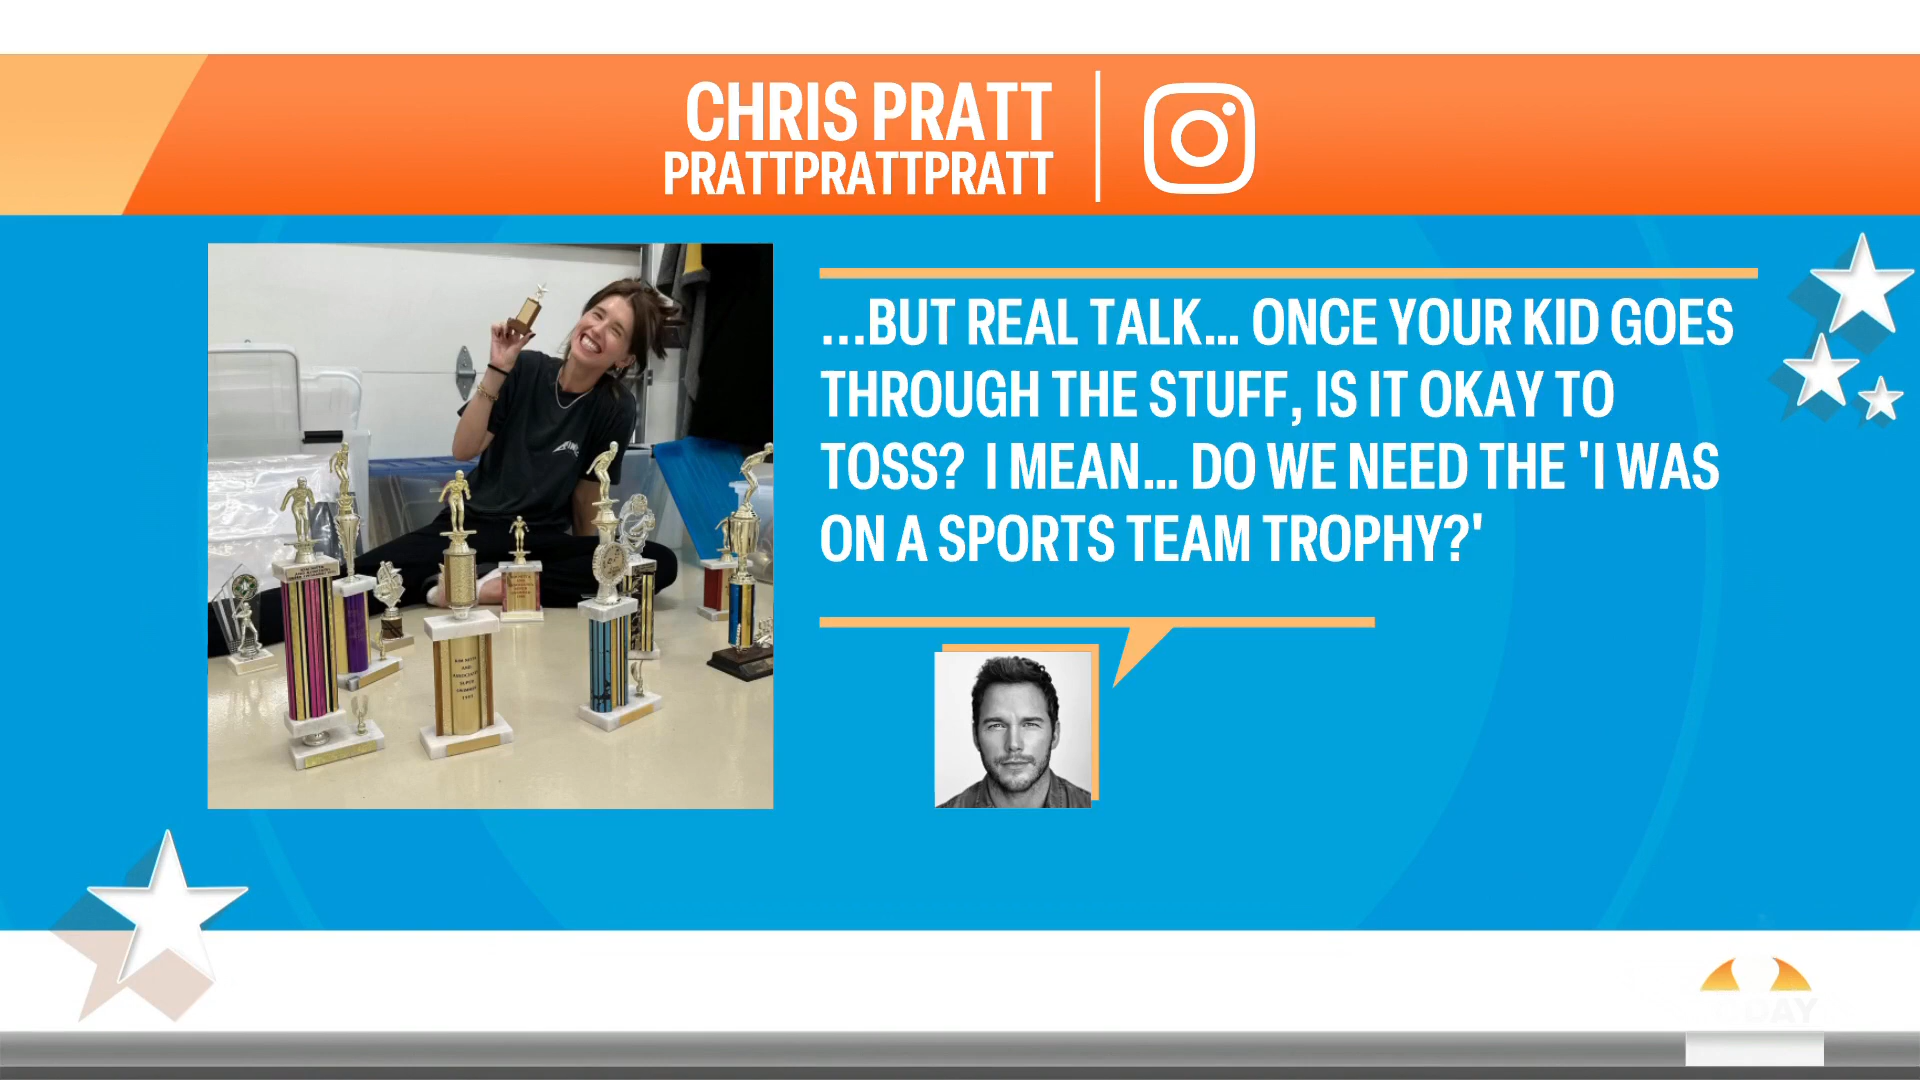 CHRIS PRATT
PRATTPRATTPRATT
...BUT REAL TALK... ONCE YOUR KID GOES
THROUGH THE STUFF, IS IT OKAY TO
TOSS? I MEAN... DO WE NEED THE 'I WAS
ON A SPORTS TEAM TROPHY?'